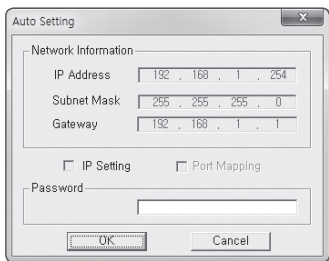 Auto Setting
Network Information
IP Address 192 . 168 . 1 . 254
Subnet Mask 255 . 255 . 255 . 0
Gateway 192 . 168 . 1 . 1
IP Setting Port Mapping
Password
OK Cancel